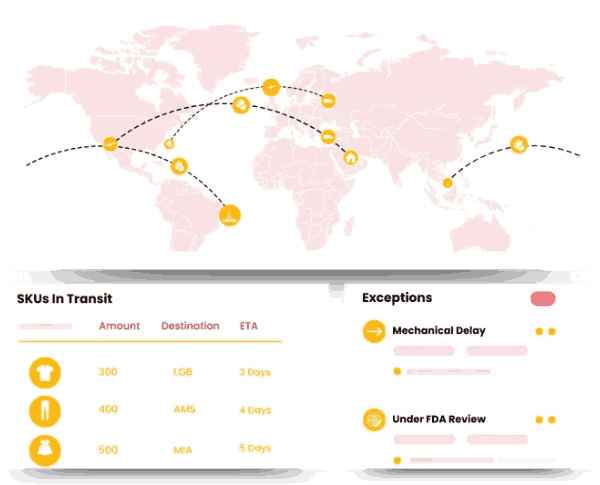 SKUs In Transit
Amount Destination ETA
300 LGB 3 Days
400 AMS 4 Days
500 MIA 5 Days
Exceptions
Mechanical Delay
Under FDA Review